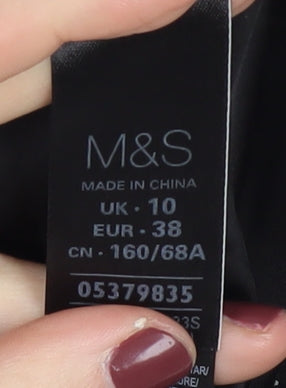 M&S
MADE IN CHINA
UK · 10
EUR · 38
CN · 160/68A
05379835